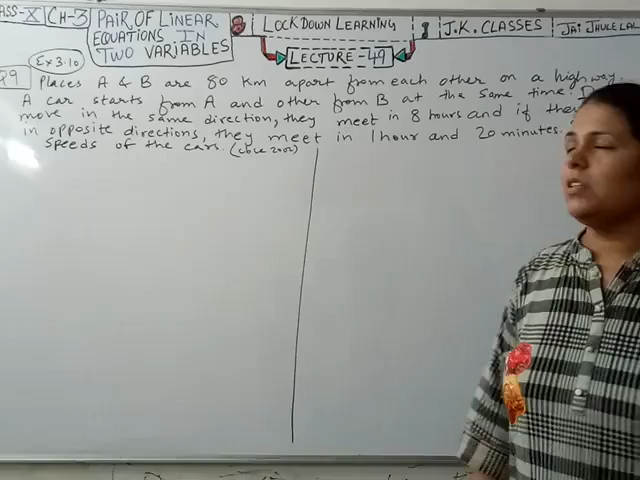 ASS-X CH-3 PAIR OF LINEAR EQUATIONS IN TWO VARIABLES
LOCKDOWN LEARNING
J.K. CLASSES
JAI JHULELAL
LECTURE-49
Ex 3.10
Q9 Places A & B are 80 km apart from each other on a highway.
A car starts from A and other from B at the same time.
move in the same direction, they meet in 8 hours and if they
in opposite directions, they meet in 1 hour and 20 minutes.
speeds of the cars. (cbse 2002)